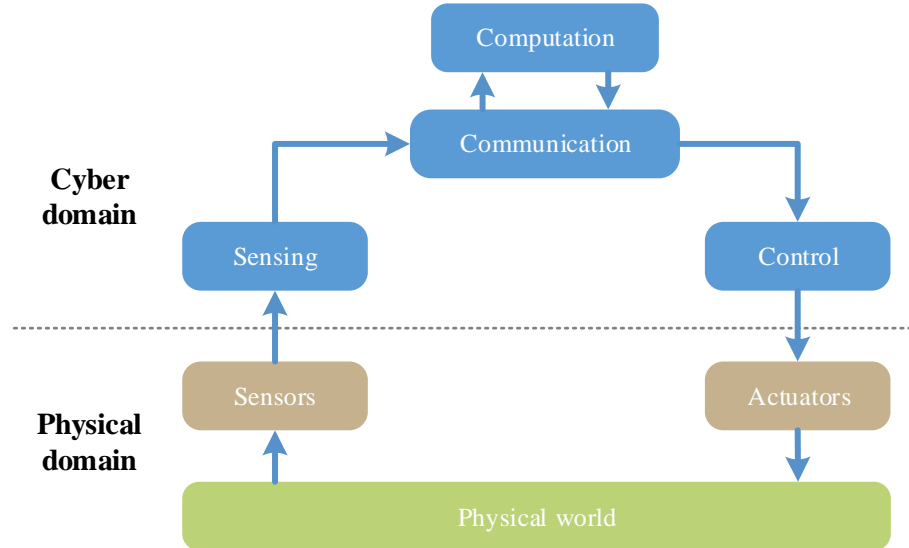 Computation
Communication
Cyber
domain
Sensing
Control
Sensors
Actuators
Physical
domain
Physical world